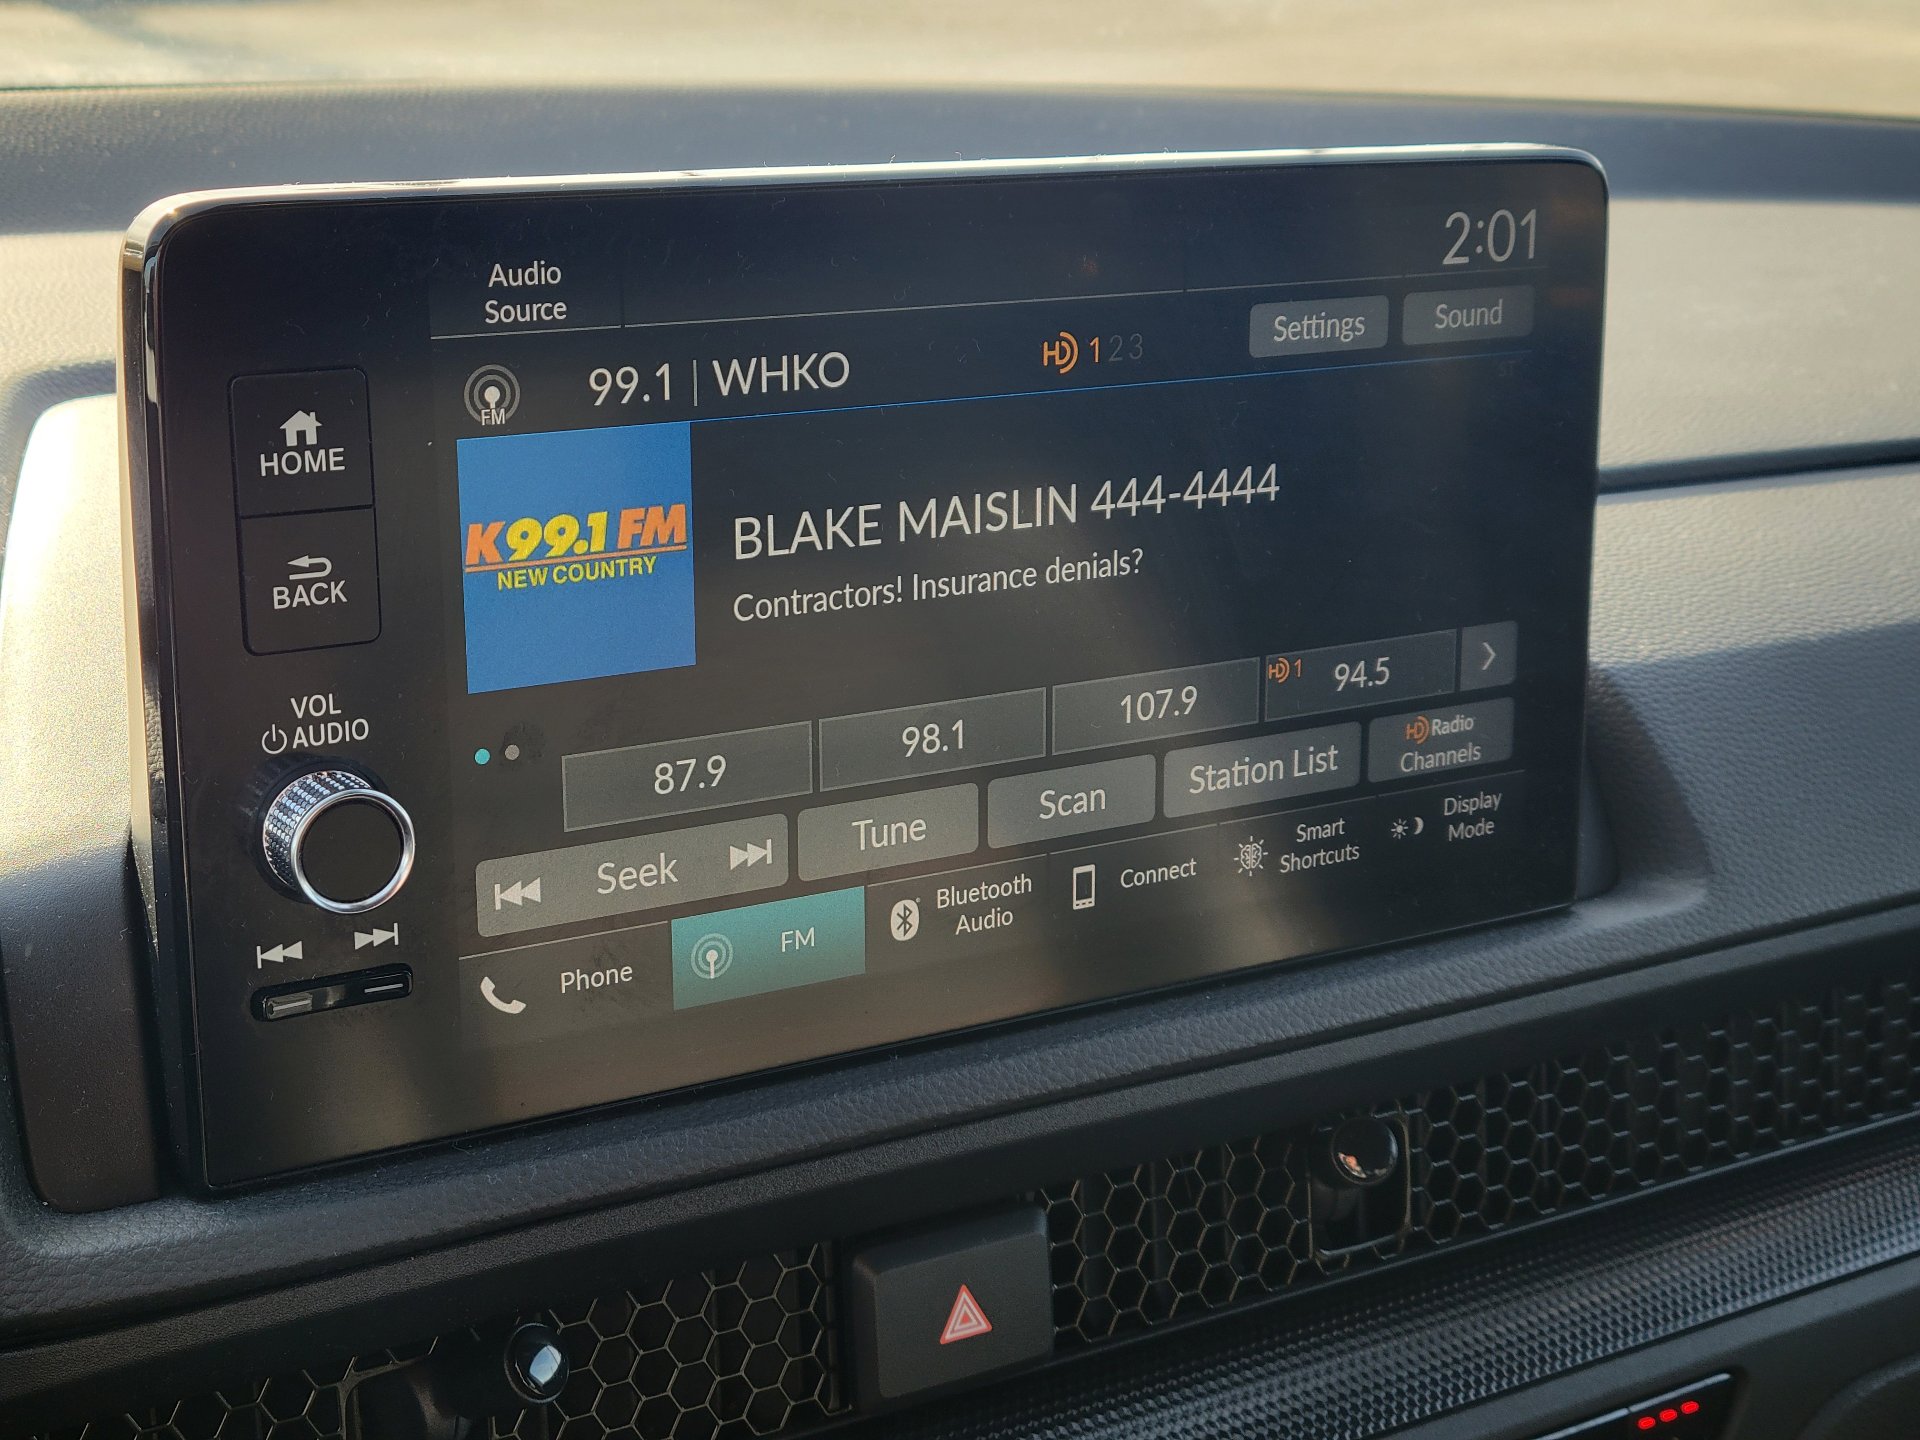 2:01
Audio
Source
Settings
Sound
99.1 | WHKO
HD 1 2 3
FM
ST
HOME
BACK
K99.1 FM
NEW COUNTRY
BLAKE MAISLIN 444-4444
Contractors! Insurance denials?
VOL
AUDIO
87.9
98.1
107.9
HD 1 94.5
Seek
Tune
Scan
Station List
HD Radio
Channels
Phone
FM
Bluetooth
Audio
Connect
Smart
Shortcuts
Display
Mode